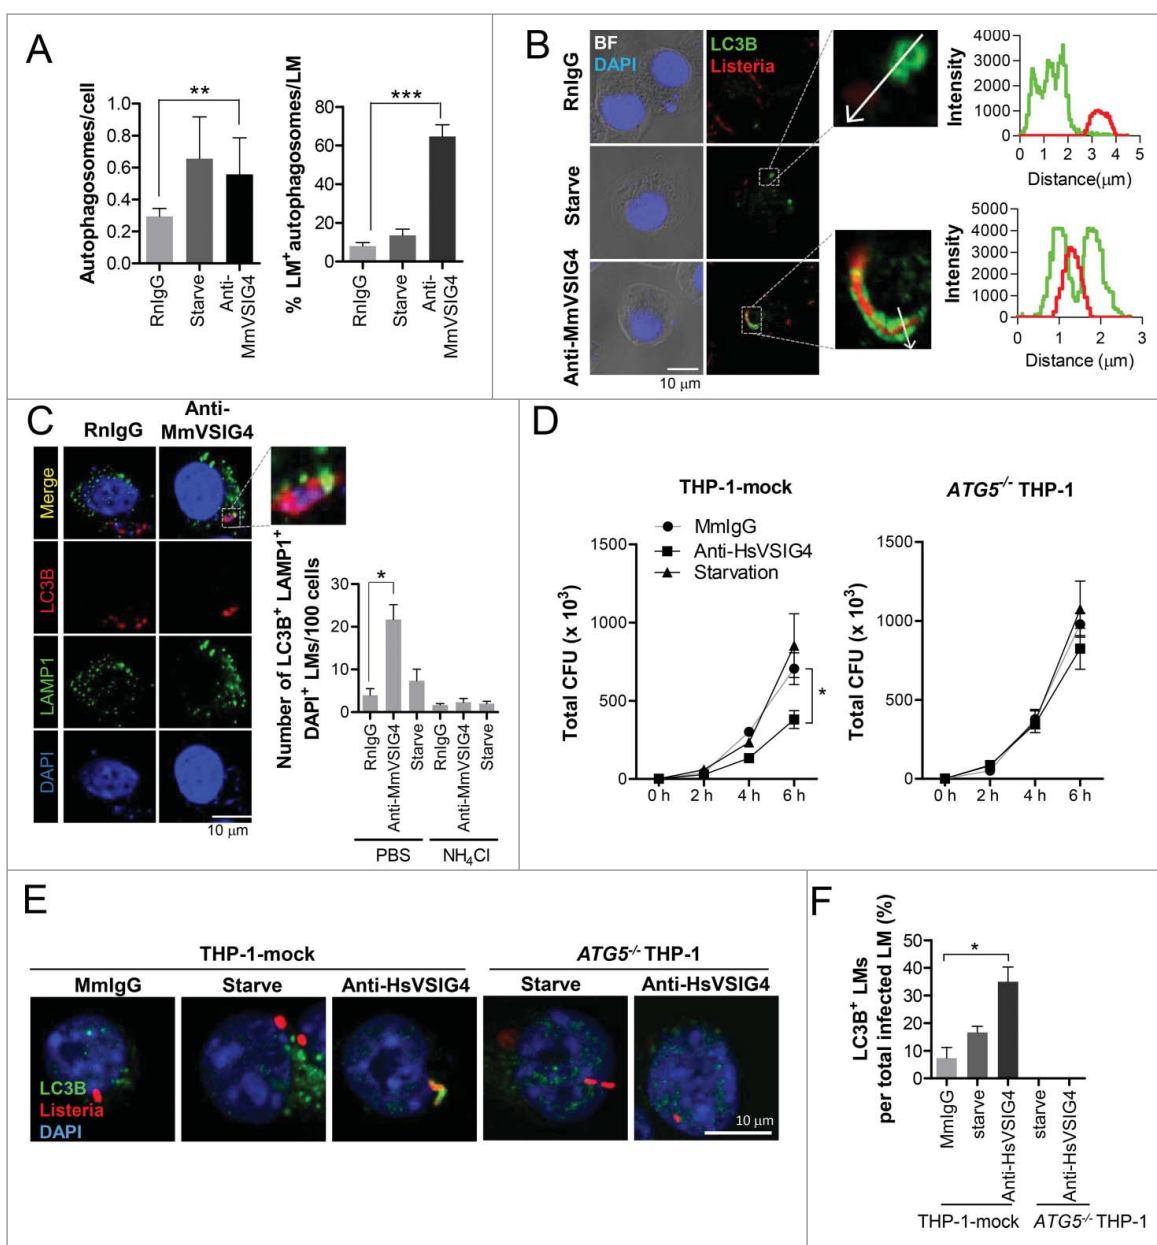 A
Autophagosomes/cell
1.0
0.8
0.6
0.4
0.2
0.0
**
RnIgG
Starve
Anti-
MmVSIG4
% LM⁺ autophagosomes/LM
80
60
40
20
0
***
RnIgG
Starve
Anti-
MmVSIG4
B
RnIgG
Starve
Anti-MmVSIG4
BF
DAPI
LC3B
Listeria
10 µm
Intensity
4000
3000
2000
1000
0
0 1 2 3 4 5
Distance(µm)
Intensity
5000
4000
3000
2000
1000
0
0 1 2 3
Distance (µm)
C
RnIgG
Anti-
MmVSIG4
Merge
LC3B
LAMP1
DAPI
10 µm
Number of LC3B⁺ LAMP1⁺
DAPI⁺ LMs/100 cells
30
20
10
0
*
RnIgG
Anti-MmVSIG4
Starve
RnIgG
Anti-MmVSIG4
Starve
PBS
NH₄Cl
D
THP-1-mock
MmIgG
Anti-HsVSIG4
Starvation
Total CFU (x 10³)
1500
1000
500
0
*
0 h 2 h 4 h 6 h
ATG5⁻/⁻ THP-1
Total CFU (x 10³)
1500
1000
500
0
0 h 2 h 4 h 6 h
E
THP-1-mock
ATG5⁻/⁻ THP-1
MmIgG
Starve
Anti-HsVSIG4
Starve
Anti-HsVSIG4
LC3B
Listeria
DAPI
10 µm
F
LC3B⁺ LMs
per total infected LM (%)
50
40
30
20
10
0
*
MmIgG
starve
Anti-HsVSIG4
starve
Anti-HsVSIG4
THP-1-mock
ATG5⁻/⁻ THP-1